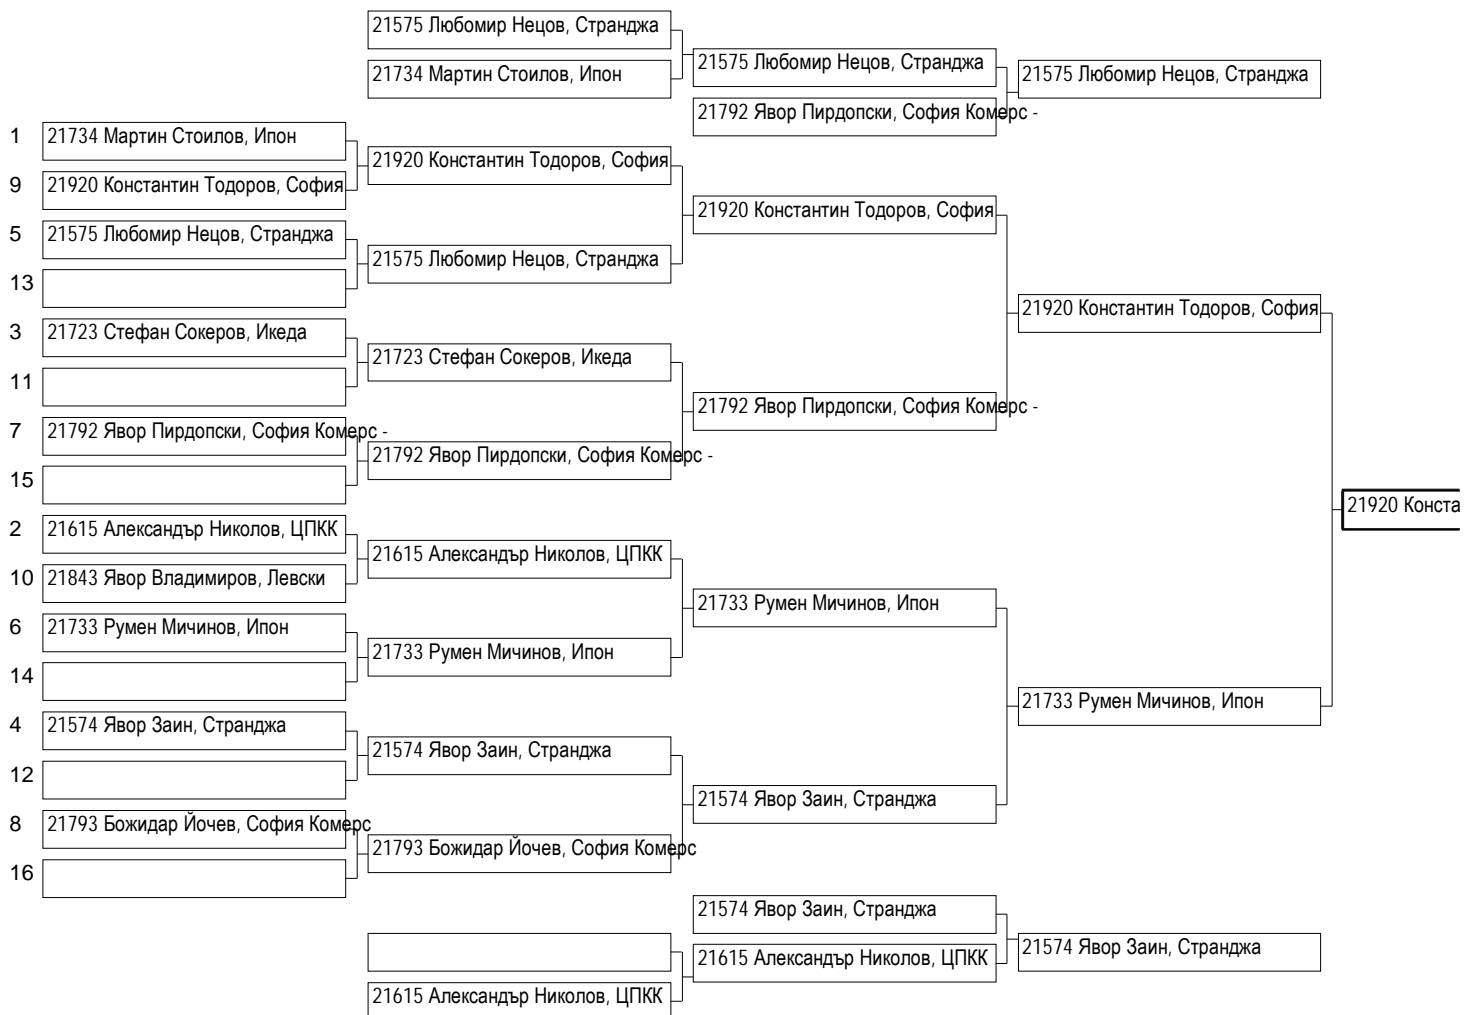 21575 Любомир Нецов, Странджа
21734 Мартин Стоилов, Ипон
21575 Любомир Нецов, Странджа
21792 Явор Пирдопски, София Комерс -
21575 Любомир Нецов, Странджа
1 21734 Мартин Стоилов, Ипон
9 21920 Константин Тодоров, София
5 21575 Любомир Нецов, Странджа
13
3 21723 Стефан Сокеров, Икеда
11
7 21792 Явор Пирдопски, София Комерс -
15
2 21615 Александър Николов, ЦПКК
10 21843 Явор Владимиров, Левски
6 21733 Румен Мичинов, Ипон
14
4 21574 Явор Заин, Странджа
12
8 21793 Божидар Йочев, София Комерс
16
21920 Константин Тодоров, София
21575 Любомир Нецов, Странджа
21723 Стефан Сокеров, Икеда
21792 Явор Пирдопски, София Комерс -
21615 Александър Николов, ЦПКК
21733 Румен Мичинов, Ипон
21574 Явор Заин, Странджа
21793 Божидар Йочев, София Комерс
21920 Константин Тодоров, София
21792 Явор Пирдопски, София Комерс -
21733 Румен Мичинов, Ипон
21574 Явор Заин, Странджа
21920 Константин Тодоров, София
21733 Румен Мичинов, Ипон
21920 Конста
21615 Александър Николов, ЦПКК
21574 Явор Заин, Странджа
21615 Александър Николов, ЦПКК
21574 Явор Заин, Странджа